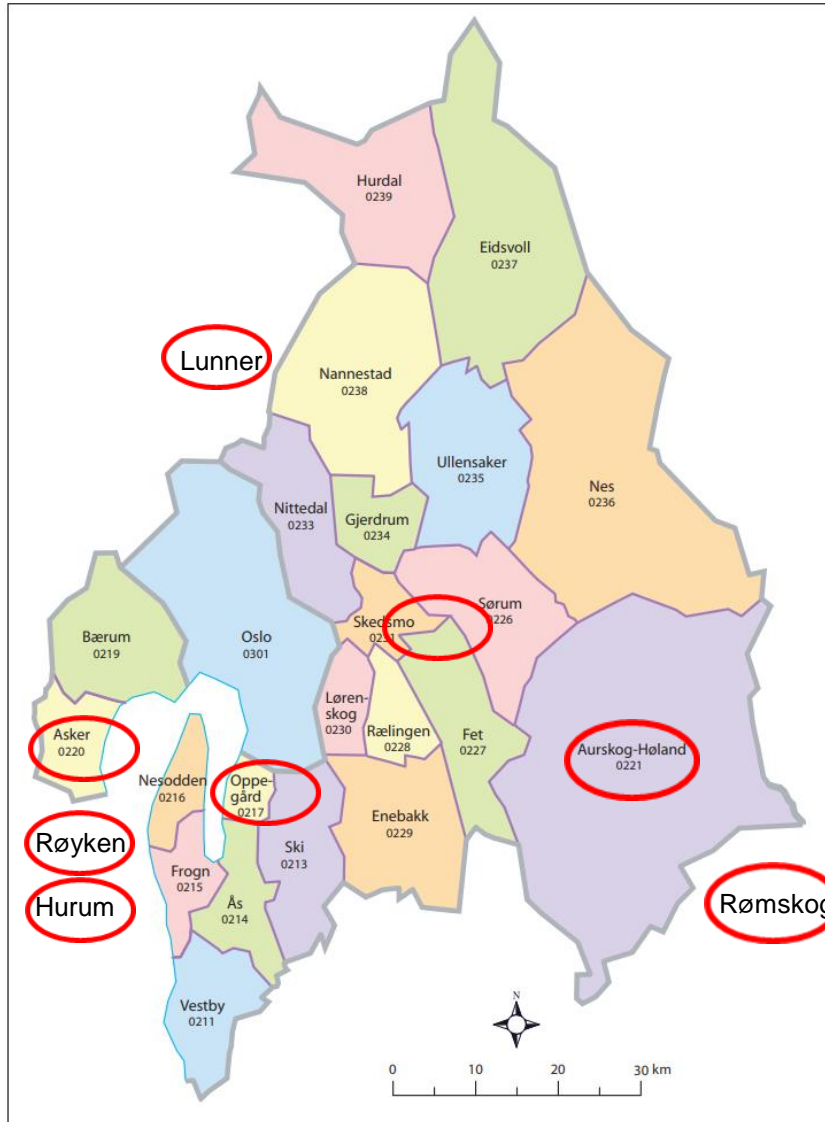 Hurdal
0239
Eidsvoll
0237
Lunner
Nannestad
0238
Ullensaker
0235
Nes
0236
Nittedal
0233
Gjerdrum
0234
Sørum
0226
Skedsmo
0231
Bærum
0219
Oslo
0301
Løren-
skog
0230
Rælingen
0228
Fet
0227
Aurskog-Høland
0221
Asker
0220
Nesodden
0216
Oppe-
gård
0217
Enebakk
0229
Ski
0213
Røyken
Frogn
0215
Hurum
Ås
0214
Rømskog
Vestby
0211
N
0 10 20 30 km